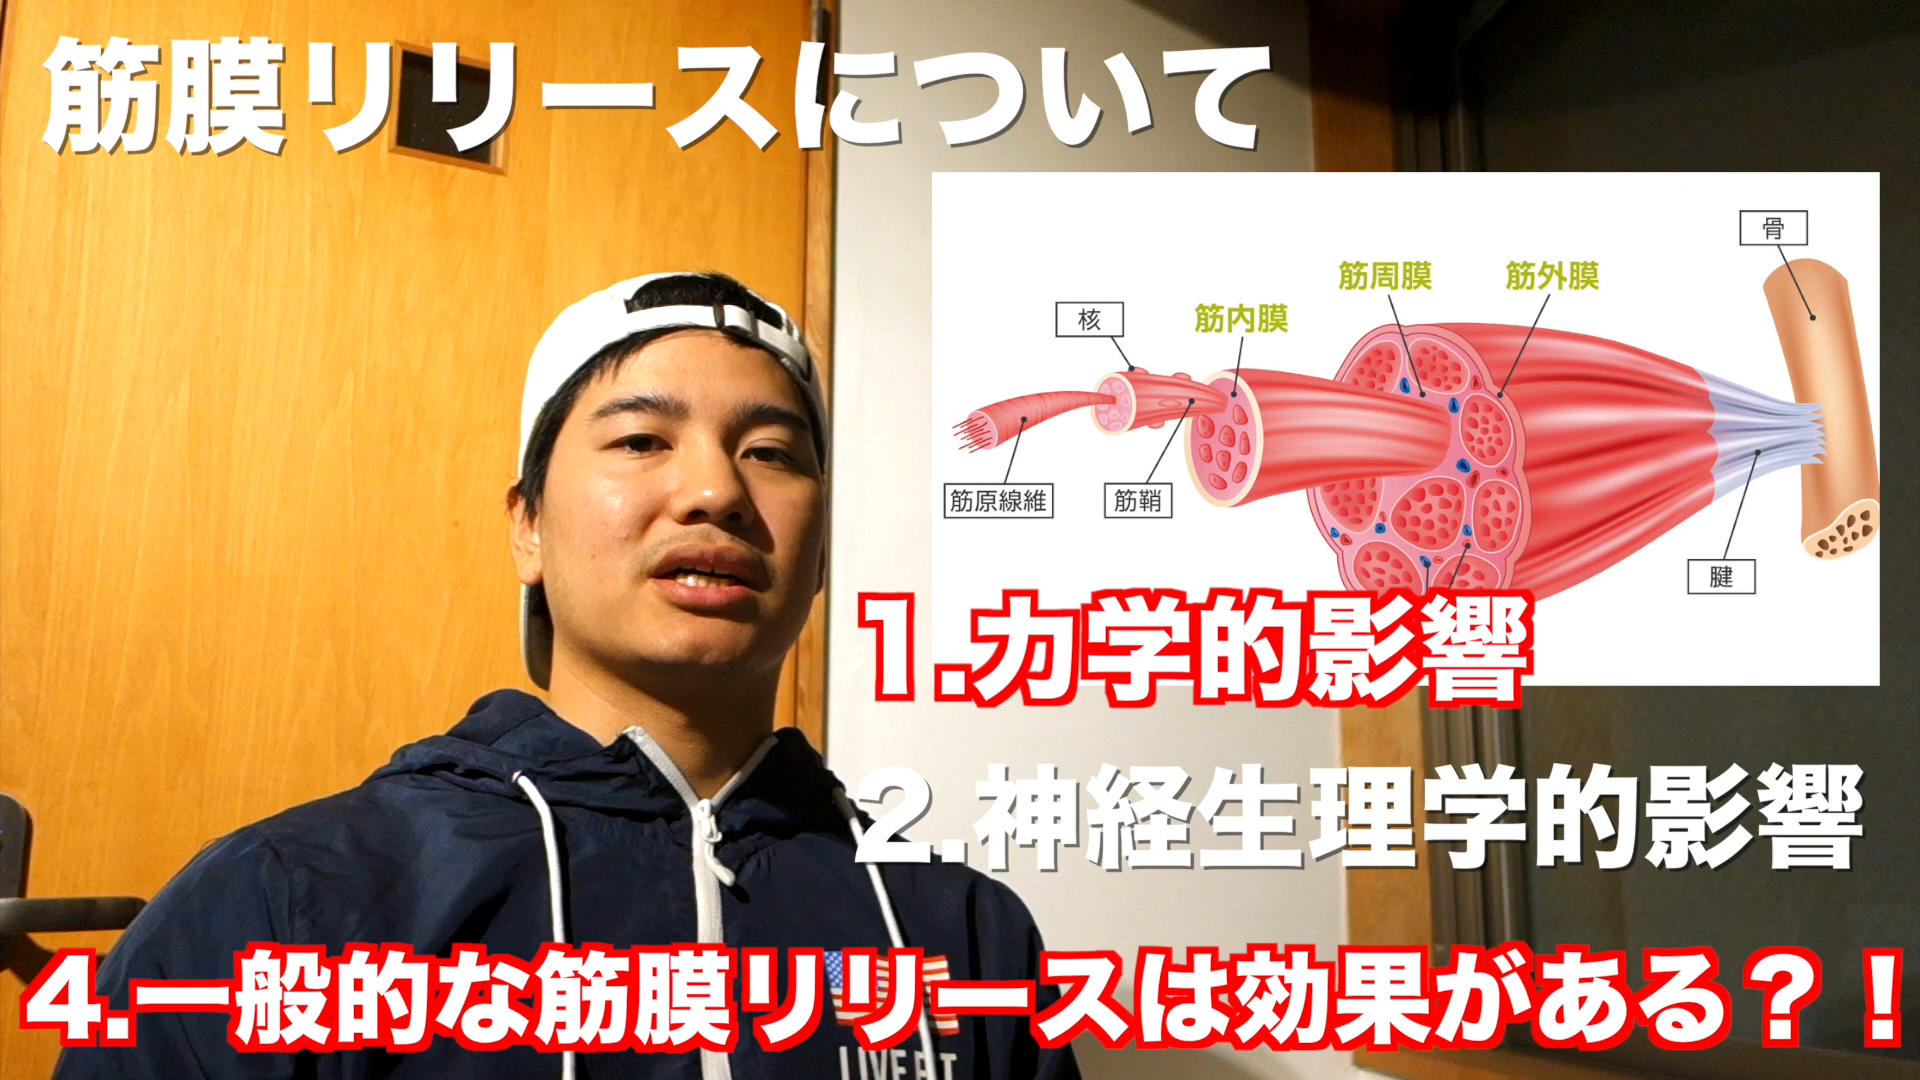 筋膜リリースについて
骨
筋周膜
筋外膜
核
筋内膜
筋原線維
筋鞘
腱
1.力学的影響
2.神経生理学的影響
4.一般的な筋膜リリースは効果がある？！